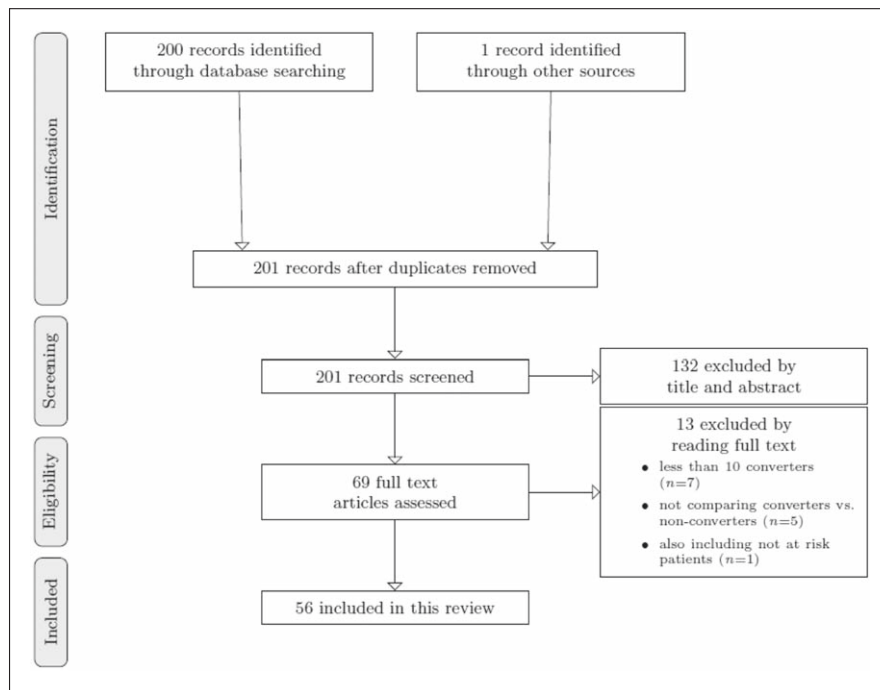 200 records identified
through database searching
1 record identified
through other sources
Identification
201 records after duplicates removed
Screening
201 records screened
132 excluded by
title and abstract
Eligibility
69 full text
articles assessed
13 excluded by
reading full text
• less than 10 converters
(n=7)
• not comparing converters vs.
non-converters (n=5)
• also including not at risk
patients (n=1)
Included
56 included in this review